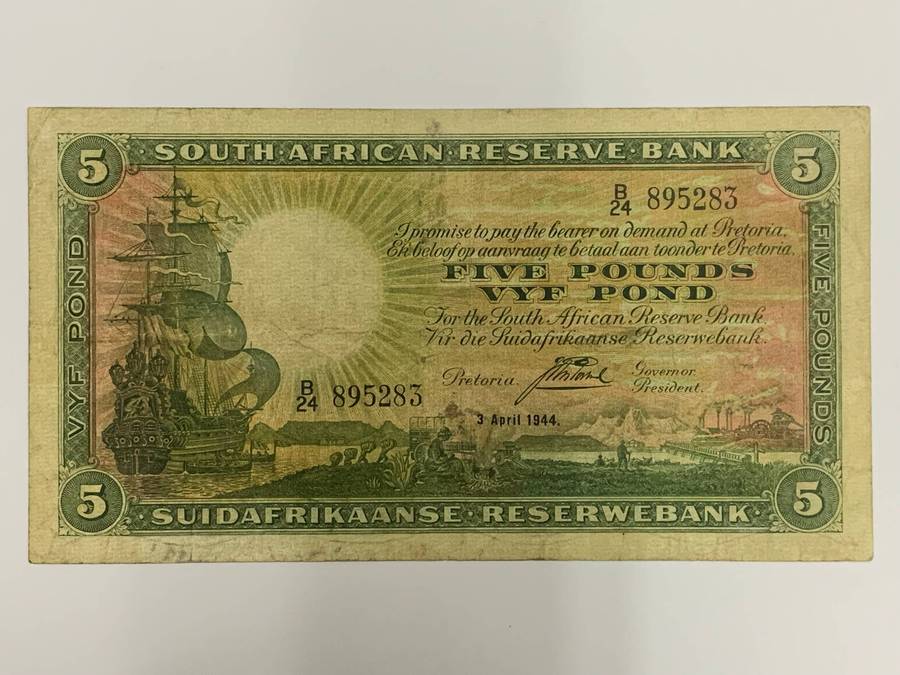 5 · SOUTH · AFRICAN · RESERVE · BANK · 5
B/24 895283
I promise to pay the bearer on demand at Pretoria.
Ek beloof op aanvraag te betaal aan toonder te Pretoria.
FIVE POUNDS
VYF POND
For the South African Reserve Bank.
Vir die Suidafrikaanse Reserwebank.
Pretoria.
Governor.
President.
B/24 895283
3 April 1944.
VYF POND
FIVE POUNDS
5 · SUIDAFRIKAANSE · RESERWEBANK · 5